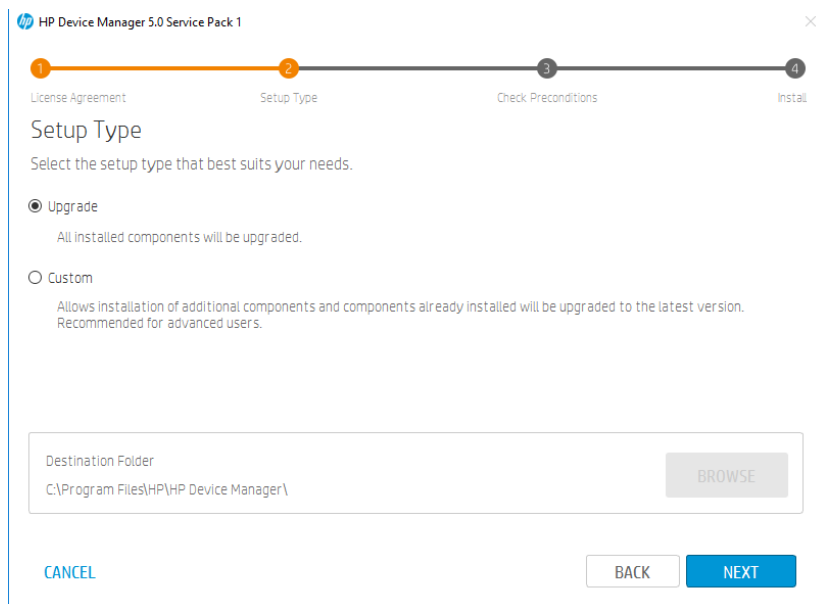 hp HP Device Manager 5.0 Service Pack 1
1 2 3 4
License Agreement Setup Type Check Preconditions Install
Setup Type
Select the setup type that best suits your needs.
Upgrade
All installed components will be upgraded.
Custom
Allows installation of additional components and components already installed will be upgraded to the latest version.
Recommended for advanced users.
Destination Folder
BROWSE
C:\Program Files\HP\HP Device Manager\
CANCEL BACK NEXT